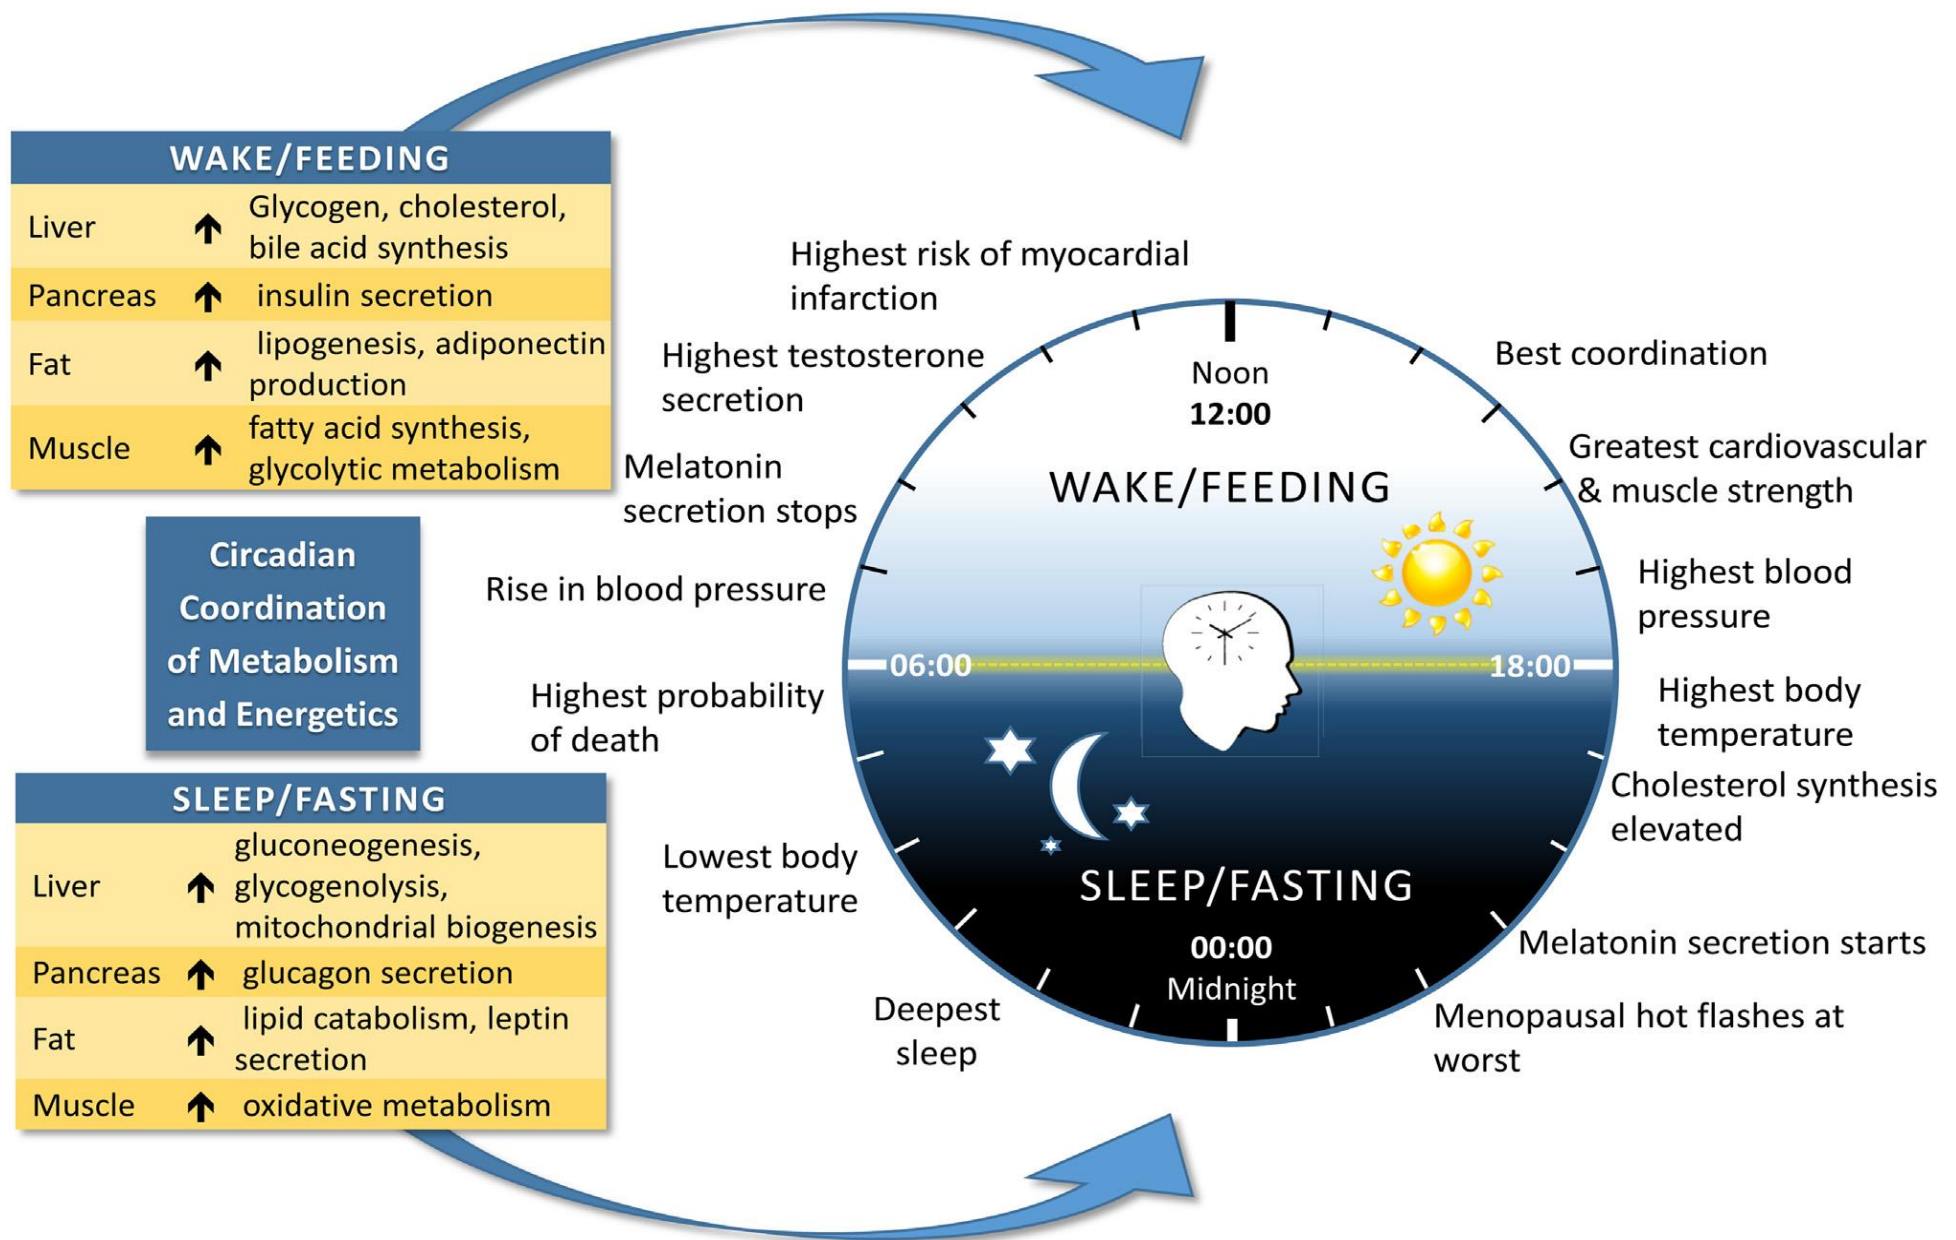 WAKE/FEEDING
Liver
Glycogen, cholesterol,
bile acid synthesis
Pancreas
insulin secretion
Fat
lipogenesis, adiponectin
production
Muscle
fatty acid synthesis,
glycolytic metabolism
Circadian
Coordination
of Metabolism
and Energetics
SLEEP/FASTING
Liver
gluconeogenesis,
glycogenolysis,
mitochondrial biogenesis
Pancreas
glucagon secretion
Fat
lipid catabolism, leptin
secretion
Muscle
oxidative metabolism
Highest risk of myocardial
infarction
Highest testosterone
secretion
Melatonin
secretion stops
Rise in blood pressure
Highest probability
of death
Lowest body
temperature
Deepest
sleep
Noon
12:00
WAKE/FEEDING
06:00
18:00
SLEEP/FASTING
00:00
Midnight
Best coordination
Greatest cardiovascular
& muscle strength
Highest blood
pressure
Highest body
temperature
Cholesterol synthesis
elevated
Melatonin secretion starts
Menopausal hot flashes at
worst